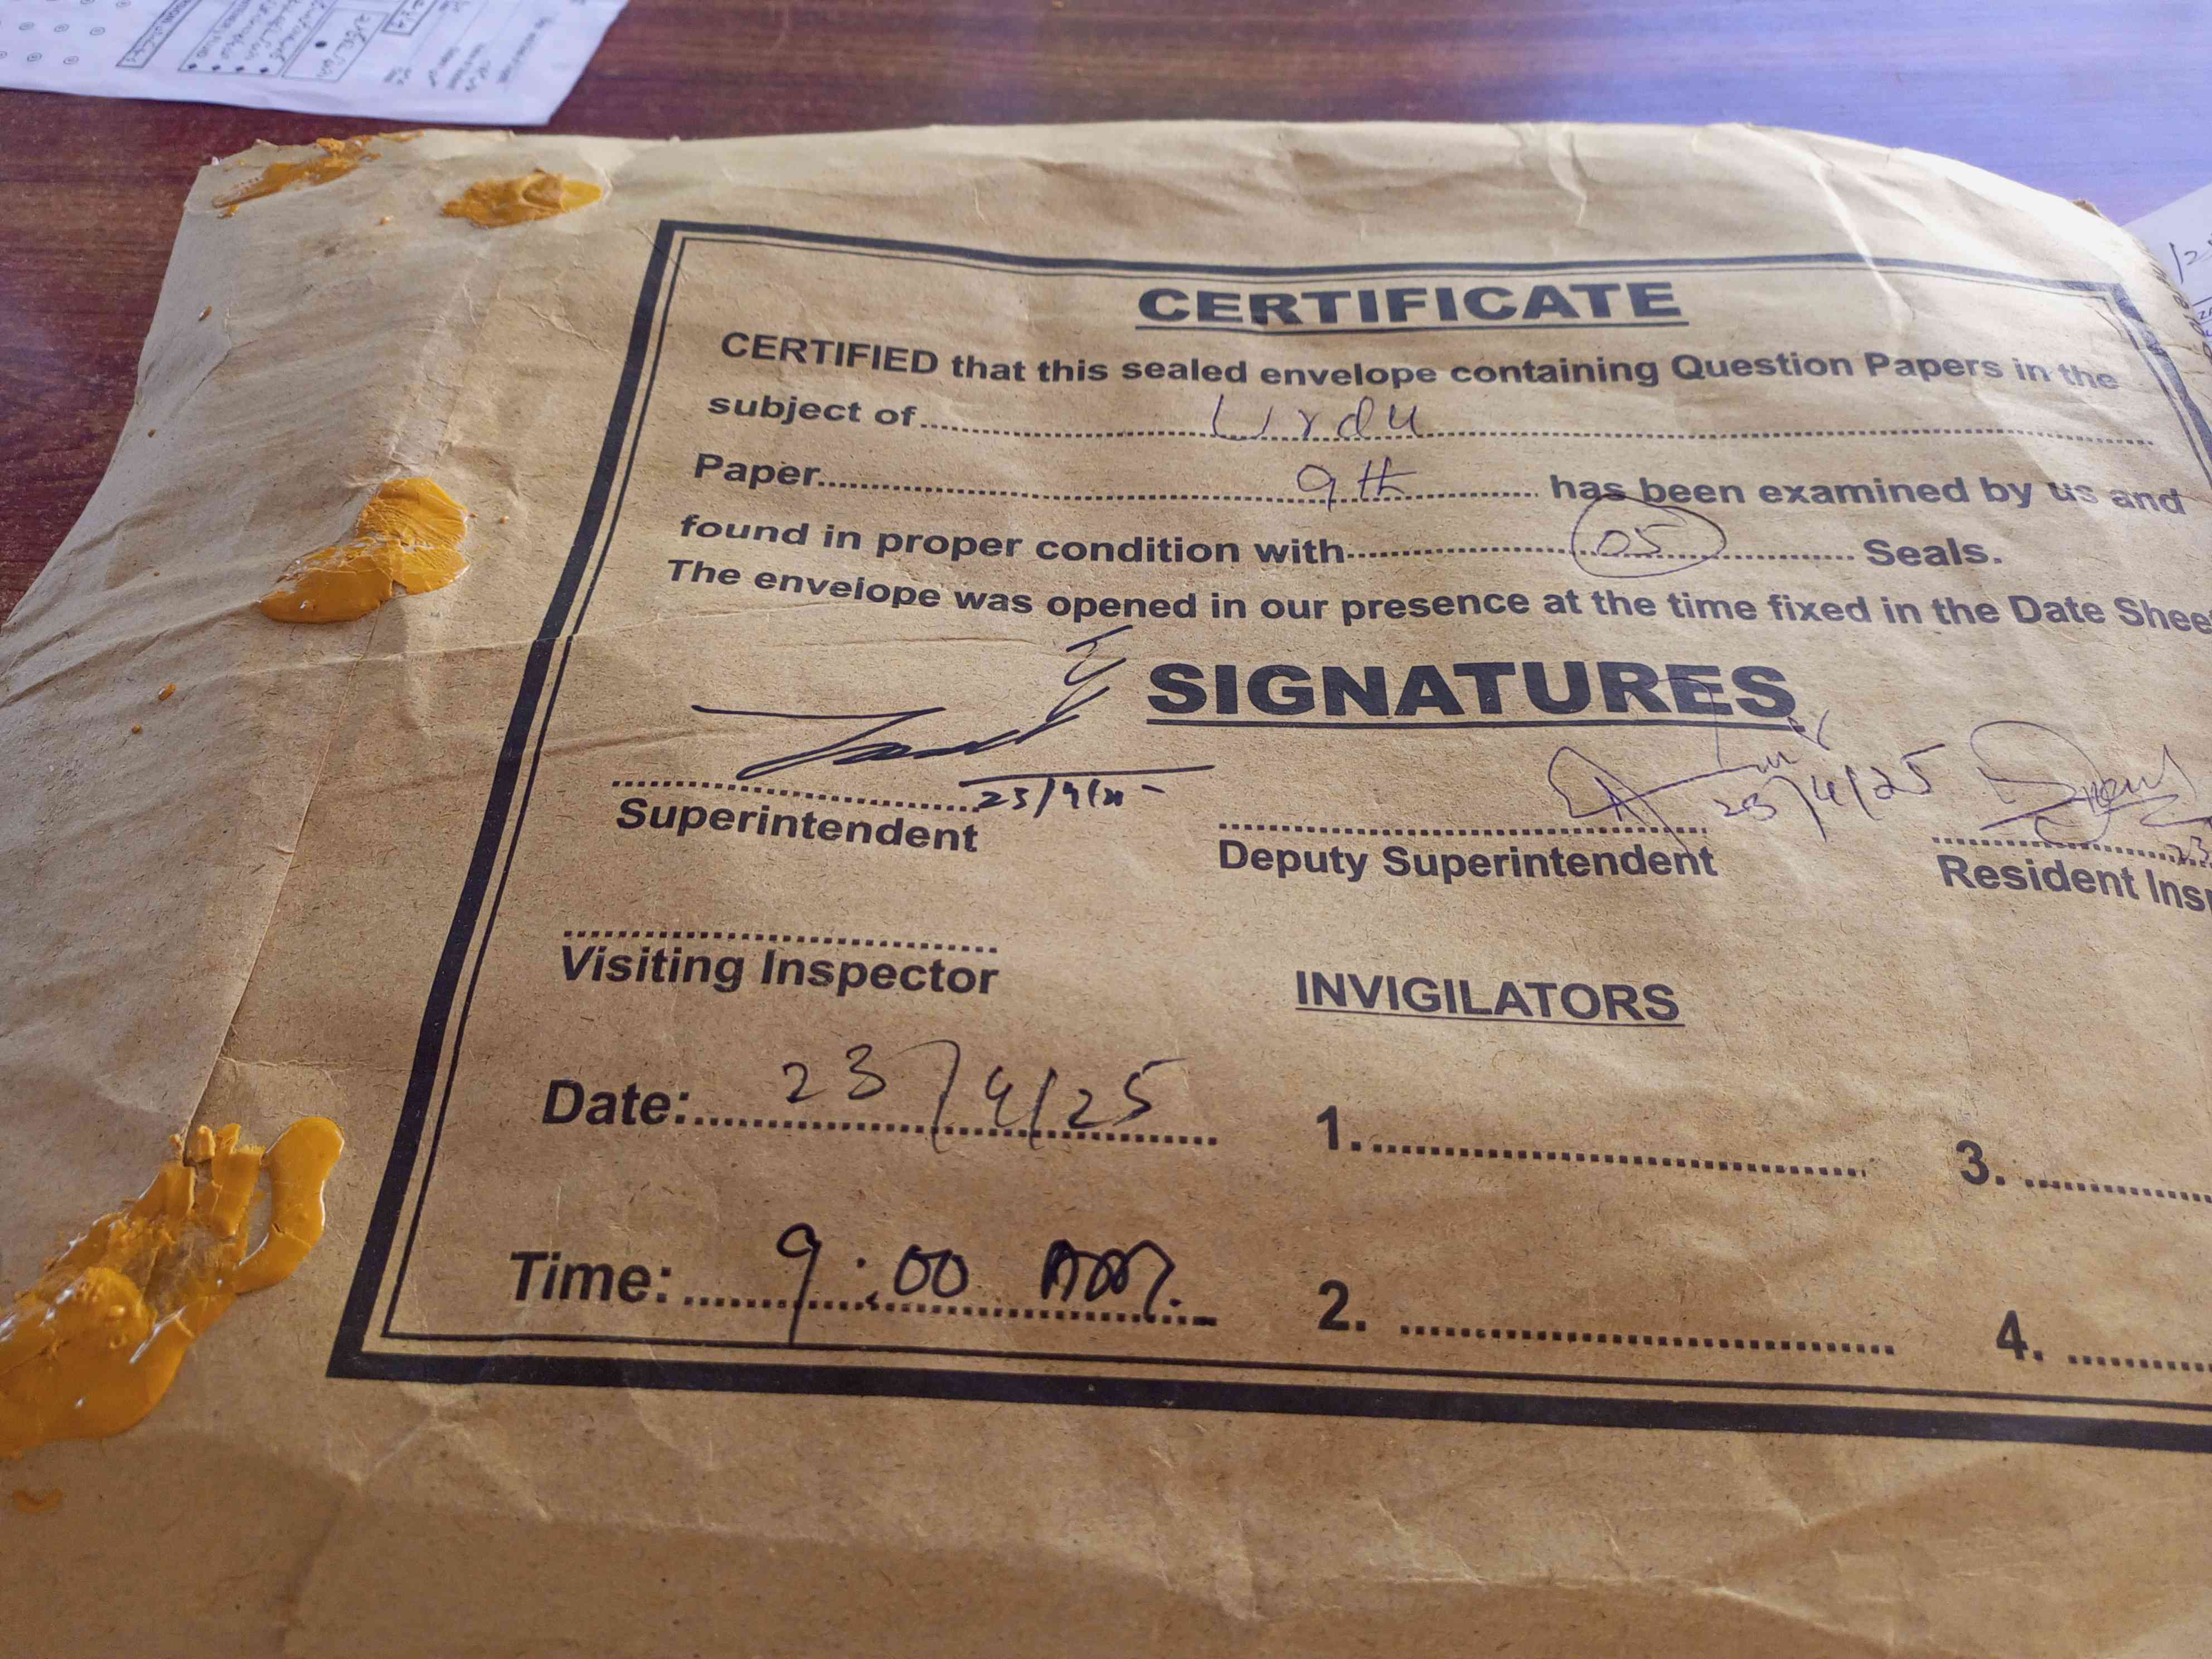 CERTIFICATE
CERTIFIED that this sealed envelope containing Question Papers in the
subject of Urdu
Paper 9th has been examined by us and
found in proper condition with 05 Seals.
The envelope was opened in our presence at the time fixed in the Date Sheet
SIGNATURES
23/4/25
23/4/25
23
Superintendent
Deputy Superintendent
Resident
Visiting Inspector
INVIGILATORS
Date: 23/4/25
1.
3.
Time: 9:00 AM.
2.
4.